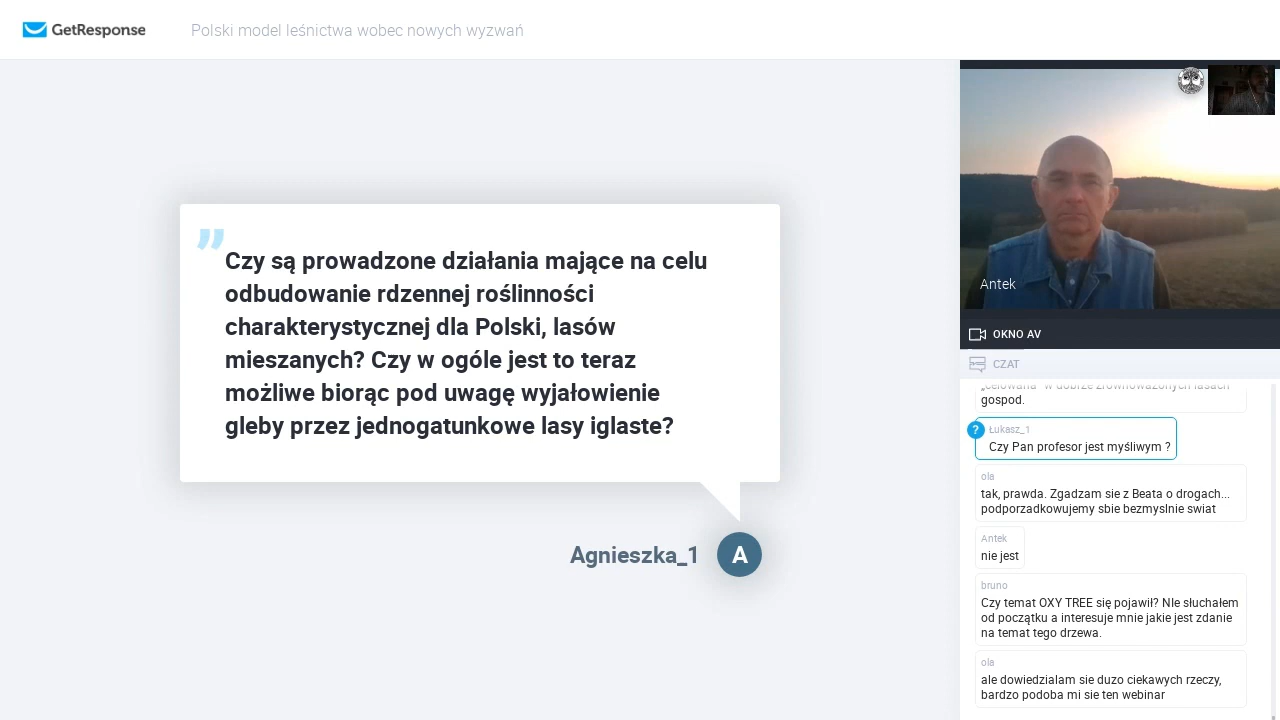 GetResponse
Polski model leśnictwa wobec nowych wyzwań
”
Czy są prowadzone działania mające na celu
odbudowanie rdzennej roślinności
charakterystycznej dla Polski, lasów
mieszanych? Czy w ogóle jest to teraz
możliwe biorąc pod uwagę wyjałowienie
gleby przez jednogatunkowe lasy iglaste?
Agnieszka_1
A
Antek
OKNO AV
CZAT
„celowana" w dobrze zrównoważonych lasach
gospod.
?
Łukasz_1
Czy Pan profesor jest myśliwym ?
ola
tak, prawda. Zgadzam sie z Beata o drogach...
podporzadkowujemy sbie bezmyslnie swiat
Antek
nie jest
bruno
Czy temat OXY TREE się pojawił? NIe słuchałem
od początku a interesuje mnie jakie jest zdanie
na temat tego drzewa.
ola
ale dowiedzialam sie duzo ciekawych rzeczy,
bardzo podoba mi sie ten webinar